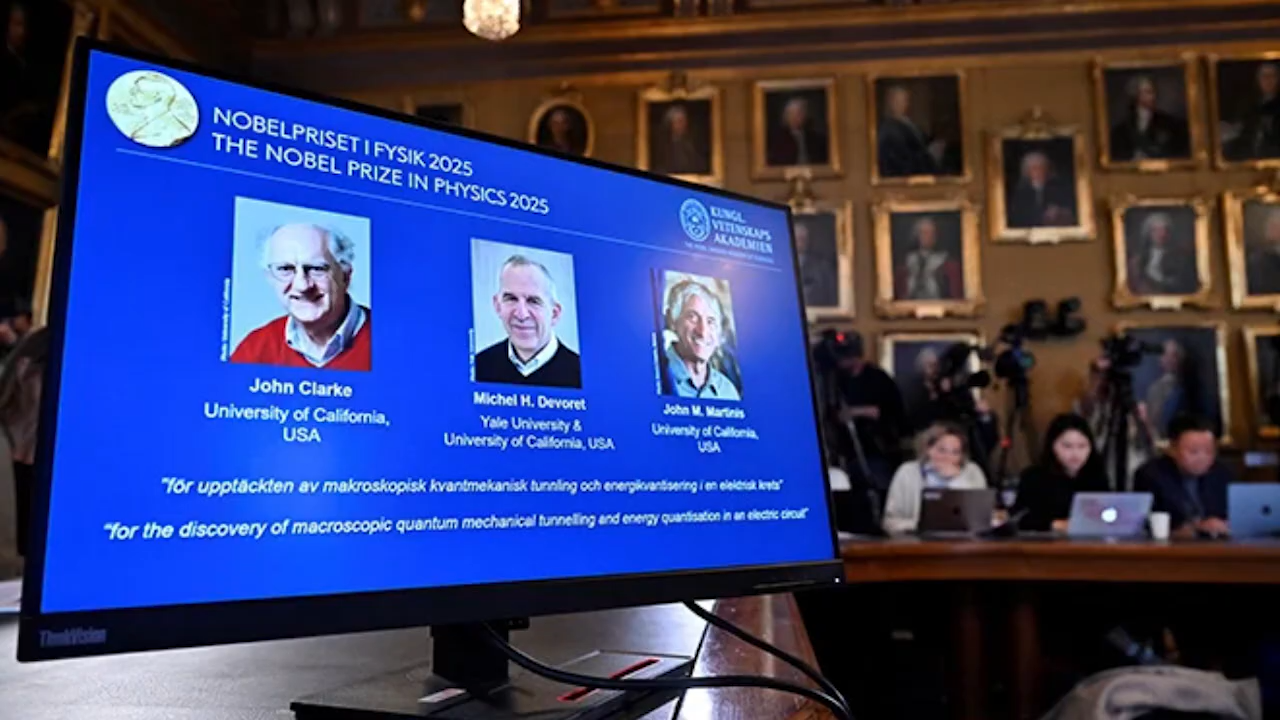 NOBELPRISET I FYSIK 2025
THE NOBEL PRIZE IN PHYSICS 2025
KUNGL.
VETENSKAPS
AKADEMIEN
John Clarke
University of California,
USA
Michel H. Devoret
Yale University &
University of California, USA
John M. Martinis
University of California,
USA
"för upptäckten av makroskopisk kvantmekanisk tunnling och energikvantisering i en elektrisk krets"
"for the discovery of macroscopic quantum mechanical tunnelling and energy quantisation in an electric circuit"
ThinkVision